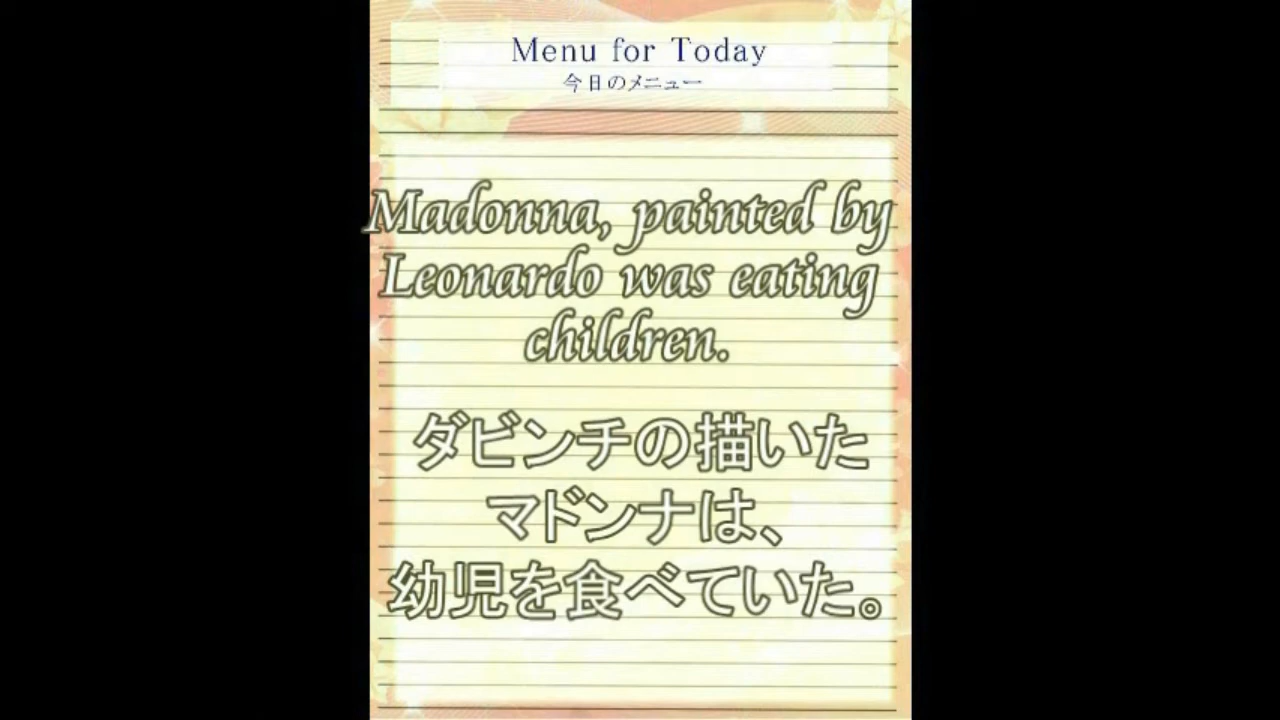 Menu for Today
今日のメニュー
Madonna, painted by
Leonardo was eating
children.
ダビンチの描いた
マドンナは、
幼児を食べていた。